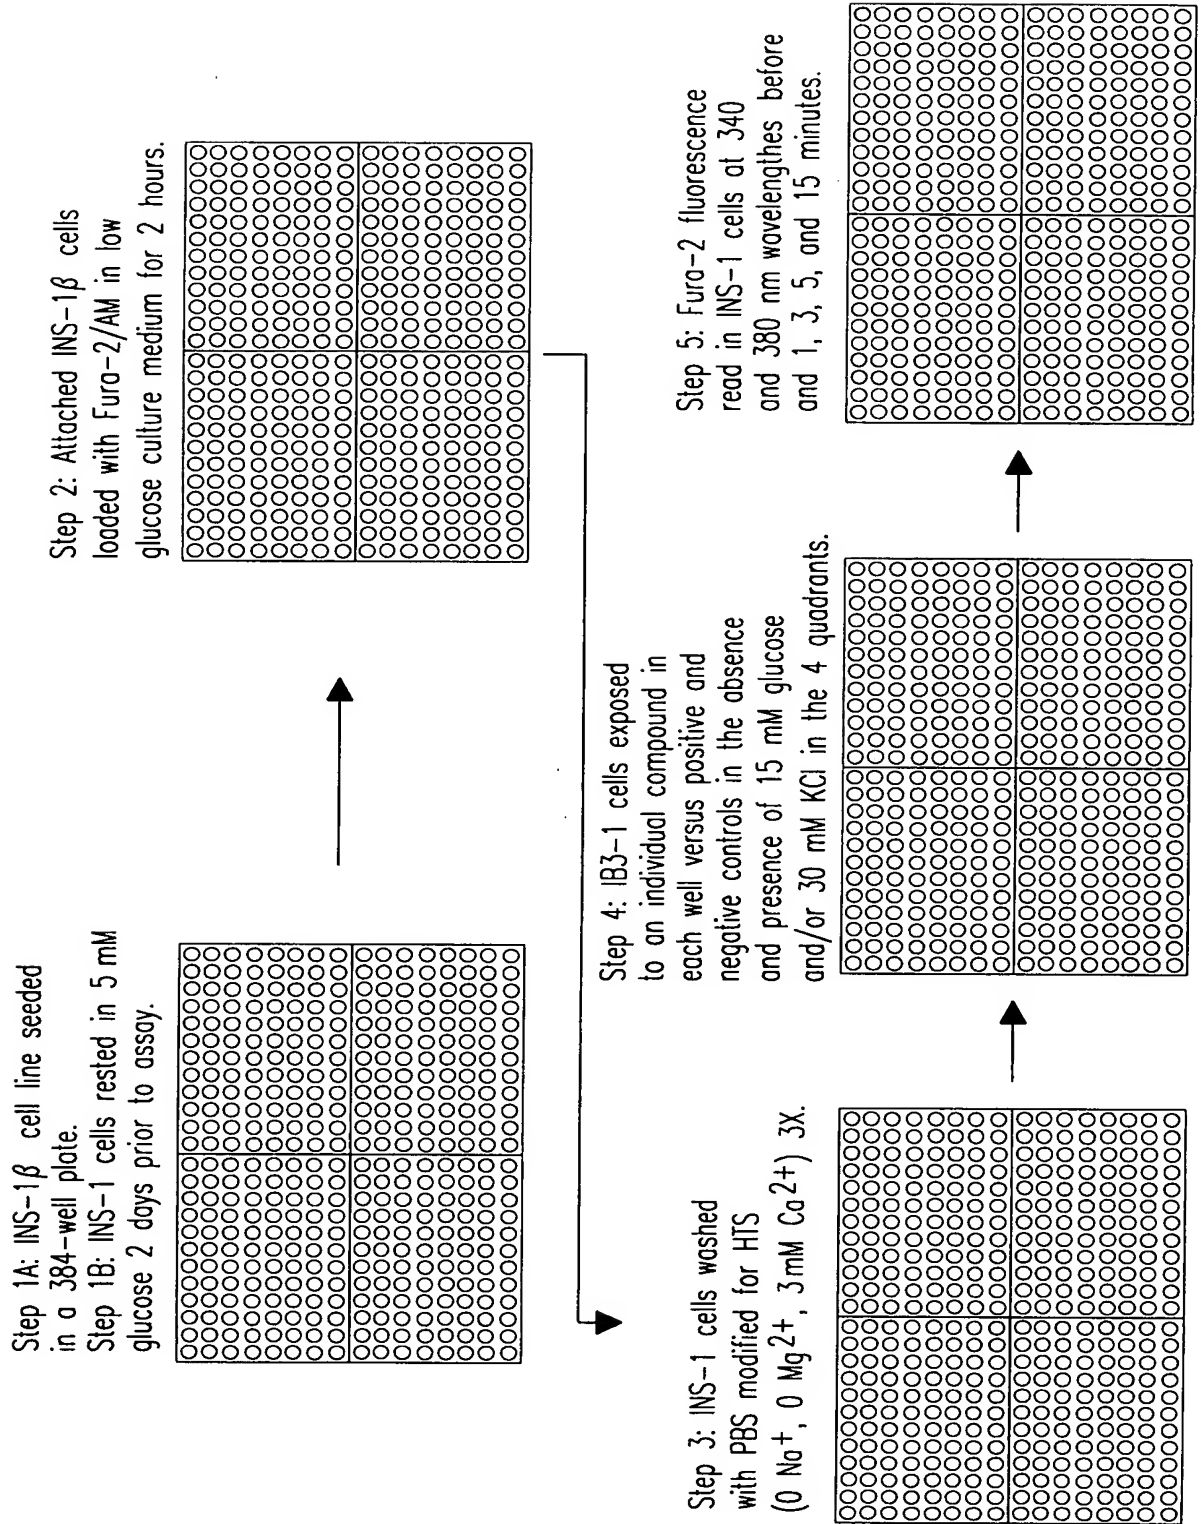 Step 1A: INS-1β cell line seeded
in a 384-well plate.
Step 1B: INS-1 cells rested in 5 mM
glucose 2 days prior to assay.
Step 2: Attached INS-1β cells
loaded with Fura-2/AM in low
glucose culture medium for 2 hours.
Step 3: INS-1 cells washed
with PBS modified for HTS
(0 Na+, 0 Mg2+, 3 mM Ca2+) 3X.
Step 4: IB3-1 cells exposed
to an individual compound in
each well versus positive and
negative controls in the absence
and presence of 15 mM glucose
and/or 30 mM KCl in the 4 quadrants.
Step 5: Fura-2 fluorescence
read in INS-1 cells at 340
and 380 nm wavelengthes before
and 1, 3, 5, and 15 minutes.